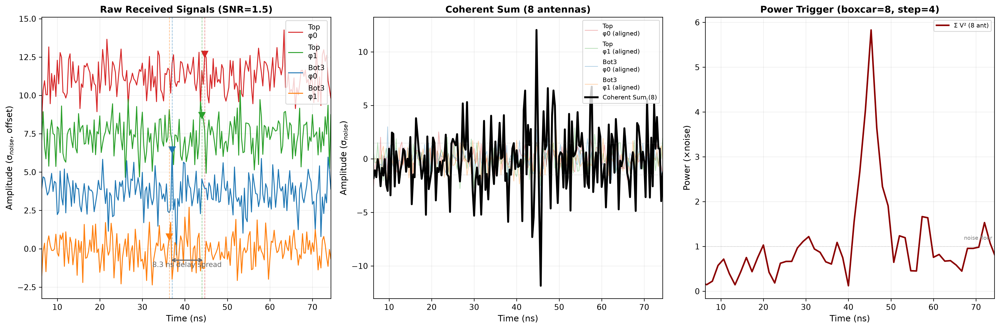 Raw Received Signals (SNR=1.5)
Amplitude (σnoise, offset)
15.0
12.5
10.0
7.5
5.0
2.5
0.0
−2.5
10
20
30
40
50
60
70
Time (ns)
Top
φ0
Top
φ1
Bot3
φ0
Bot3
φ1
8.3 ns delay spread
Coherent Sum (8 antennas)
Amplitude (σnoise)
10
5
0
−5
−10
10
20
30
40
50
60
70
Time (ns)
Top
φ0 (aligned)
Top
φ1 (aligned)
Bot3
φ0 (aligned)
Bot3
φ1 (aligned)
Coherent Sum (8)
Power Trigger (boxcar=8, step=4)
Power (×noise)
6
5
4
3
2
1
0
10
20
30
40
50
60
70
Time (ns)
Σ V² (8 ant)
noise floor